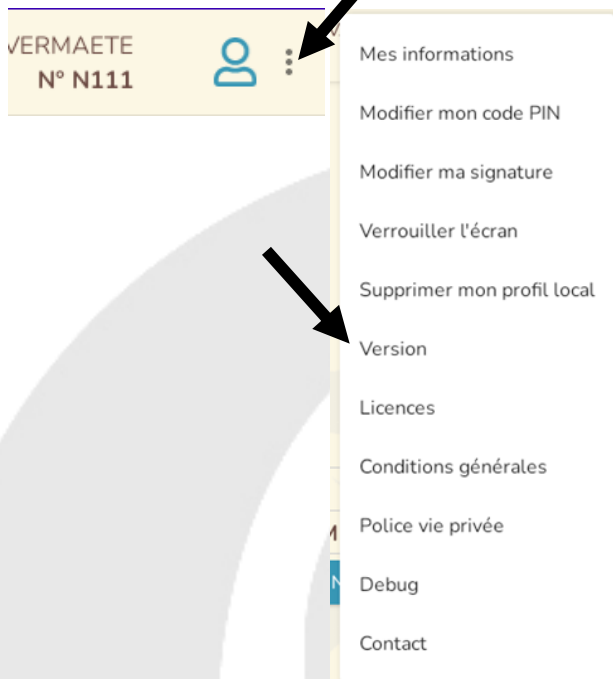 VERMAETE
N° N111
Mes informations
Modifier mon code PIN
Modifier ma signature
Verrouiller l'écran
Supprimer mon profil local
Version
Licences
Conditions générales
Police vie privée
Debug
Contact